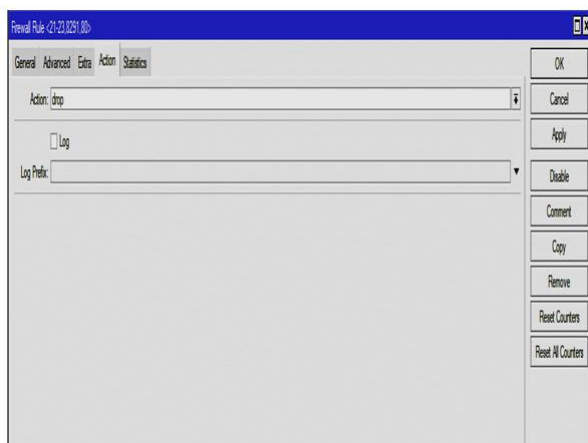 Firewall Rule <21-23,8291,80>
General Advanced Extra Action Statistics
Action: drop
Log
Log Prefix:
OK
Cancel
Apply
Disable
Comment
Copy
Remove
Reset Counters
Reset All Counters